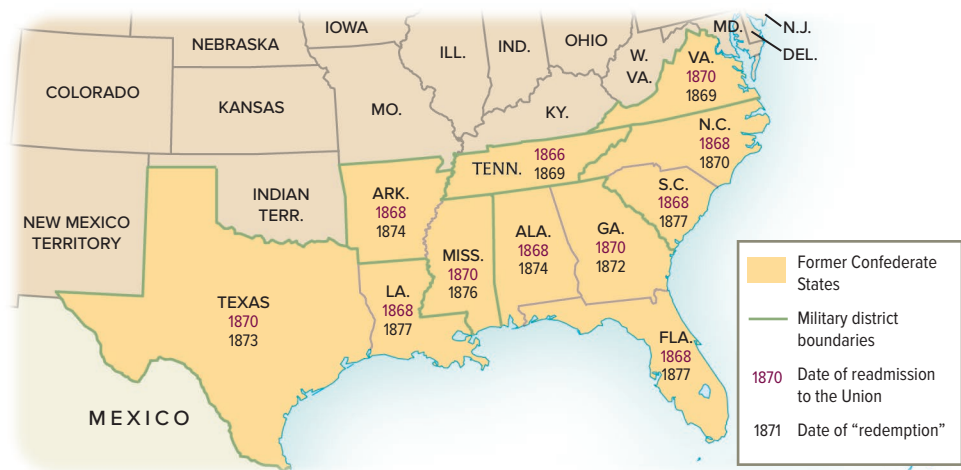 IOWA
NEBRASKA
ILL.
IND.
OHIO
MD.
N.J.
DEL.
W.
VA.
VA.
1870
1869
COLORADO
KANSAS
MO.
KY.
N.C.
1868
1870
TENN.
1866
1869
S.C.
1868
1877
INDIAN
TERR.
ARK.
1868
1874
NEW MEXICO
TERRITORY
MISS.
1870
1876
ALA.
1868
1874
GA.
1870
1872
TEXAS
1870
1873
LA.
1868
1877
FLA.
1868
1877
MEXICO
Former Confederate
States
Military district
boundaries
1870 Date of readmission
to the Union
1871 Date of “redemption”